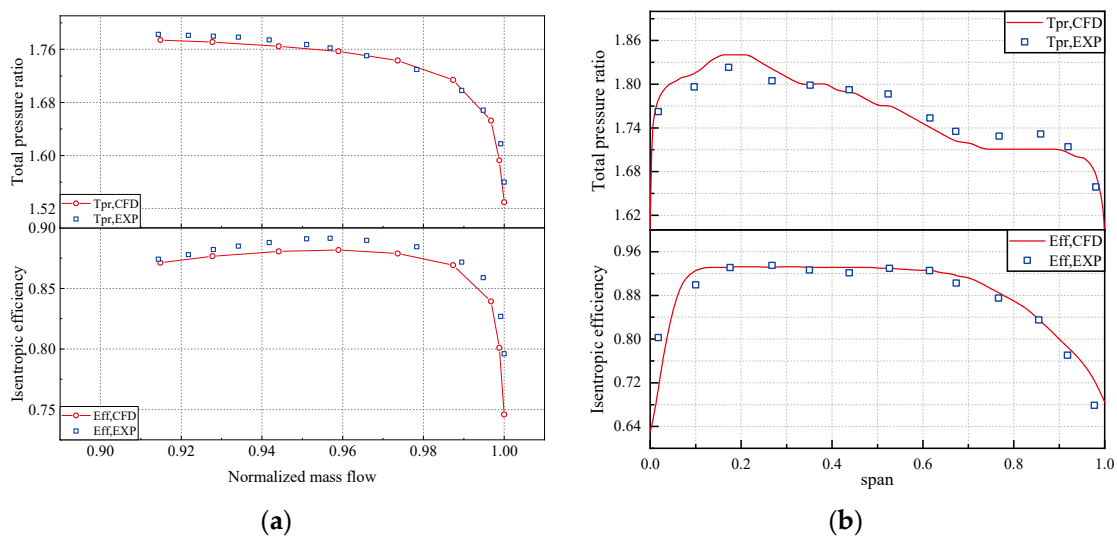 Total pressure ratio
1.76
1.68
1.60
1.52
Tpr,CFD
Tpr,EXP
Isentropic efficiency
0.90
0.85
0.80
0.75
Eff,CFD
Eff,EXP
0.90 0.92 0.94 0.96 0.98 1.00
Normalized mass flow
(a)
Total pressure ratio
1.86
1.80
1.74
1.68
1.62
Tpr,CFD
Tpr,EXP
Isentropic efficiency
0.96
0.88
0.80
0.72
0.64
Eff,CFD
Eff,EXP
0.0 0.2 0.4 0.6 0.8 1.0
span
(b)